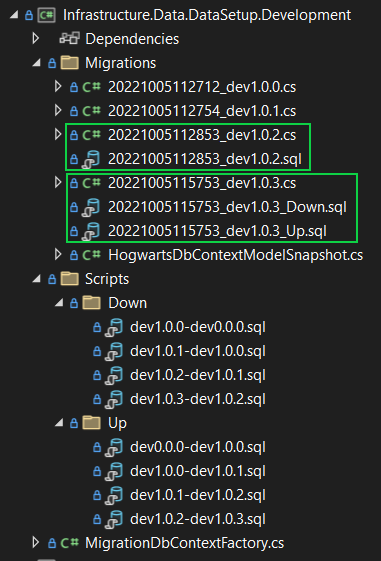 Infrastructure.Data.DataSetup.Development
Dependencies
Migrations
C# 20221005112712_dev1.0.0.cs
C# 20221005112754_dev1.0.1.cs
C# 20221005112853_dev1.0.2.cs
20221005112853_dev1.0.2.sql
C# 20221005115753_dev1.0.3.cs
20221005115753_dev1.0.3_Down.sql
20221005115753_dev1.0.3_Up.sql
C# HogwartsDbContextModelSnapshot.cs
Scripts
Down
dev1.0.0-dev0.0.0.sql
dev1.0.1-dev1.0.0.sql
dev1.0.2-dev1.0.1.sql
dev1.0.3-dev1.0.2.sql
Up
dev0.0.0-dev1.0.0.sql
dev1.0.0-dev1.0.1.sql
dev1.0.1-dev1.0.2.sql
dev1.0.2-dev1.0.3.sql
C# MigrationDbContextFactory.cs